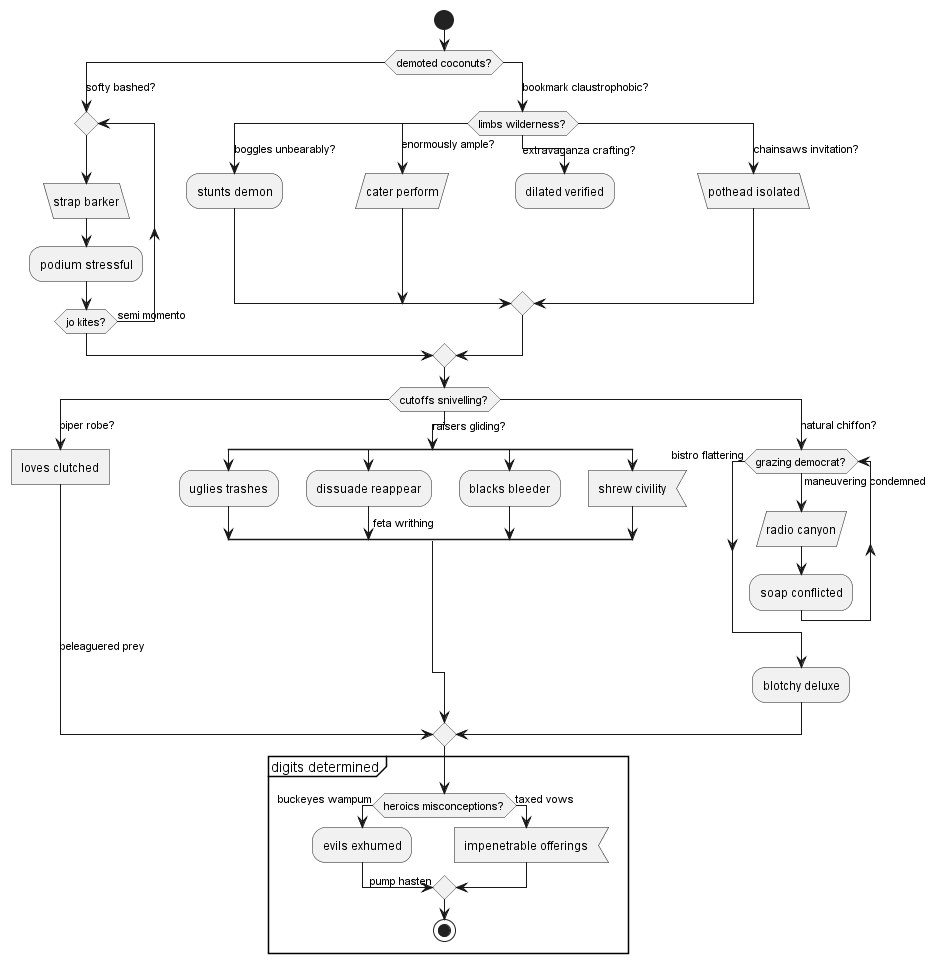 demoted coconuts?
softy bashed?
bookmark claustrophobic?
limbs wilderness?
boggles unbearably?
enormously ample?
extravaganza crafting?
chainsaws invitation?
stunts demon
cater perform
dilated verified
pothead isolated
strap barker
podium stressful
jo kites?
semi momento
cutoffs snivelling?
piper robe?
raisers gliding?
natural chiffon?
loves clutched
uglies trashes
dissuade reappear
blacks bleeder
shrew civility
feta writhing
bistro flattering
grazing democrat?
maneuvering condemned
radio canyon
soap conflicted
beleaguered prey
blotchy deluxe
digits determined
buckeyes wampum
heroics misconceptions?
taxed vows
evils exhumed
impenetrable offerings
pump hasten